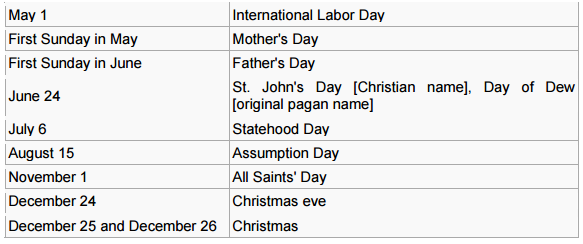 May 1 International Labor Day
First Sunday in May Mother's Day
First Sunday in June Father's Day
June 24 St. John's Day [Christian name], Day of Dew
[original pagan name]
July 6 Statehood Day
August 15 Assumption Day
November 1 All Saints' Day
December 24 Christmas eve
December 25 and December 26 Christmas